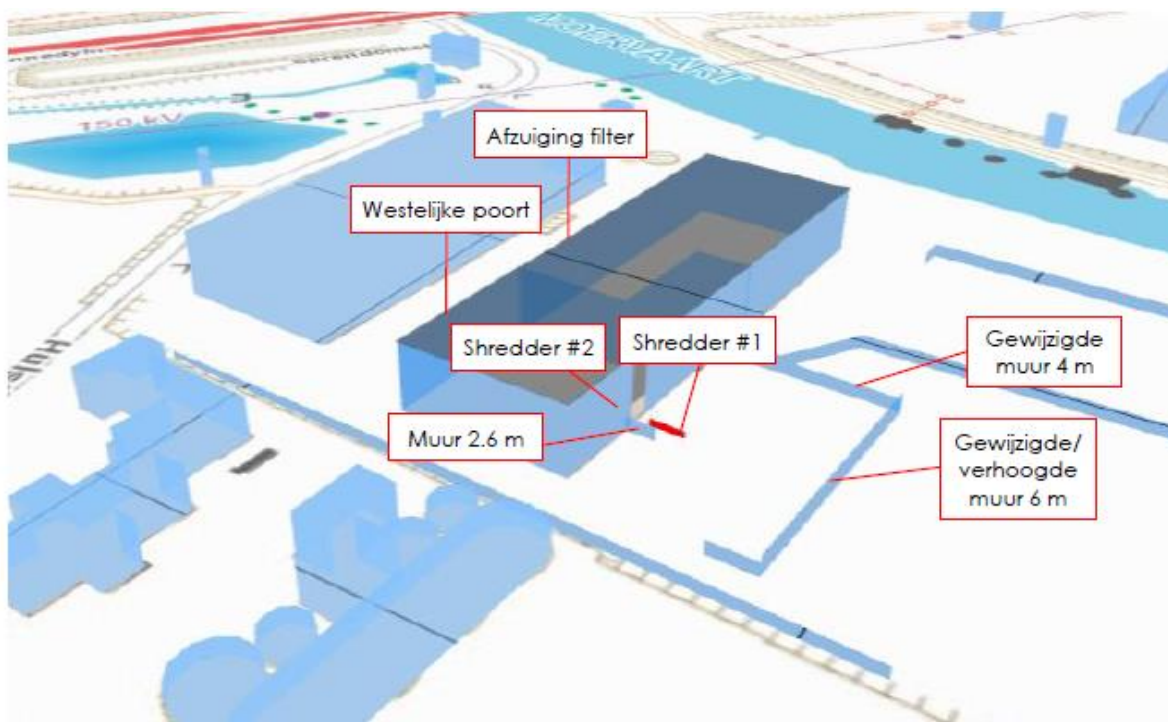 150 kV
Afzuiging filter
Westelijke poort
Shredder #2
Shredder #1
Gewijzigde
muur 4 m
Muur 2.6 m
Gewijzigde/
verhoogde
muur 6 m